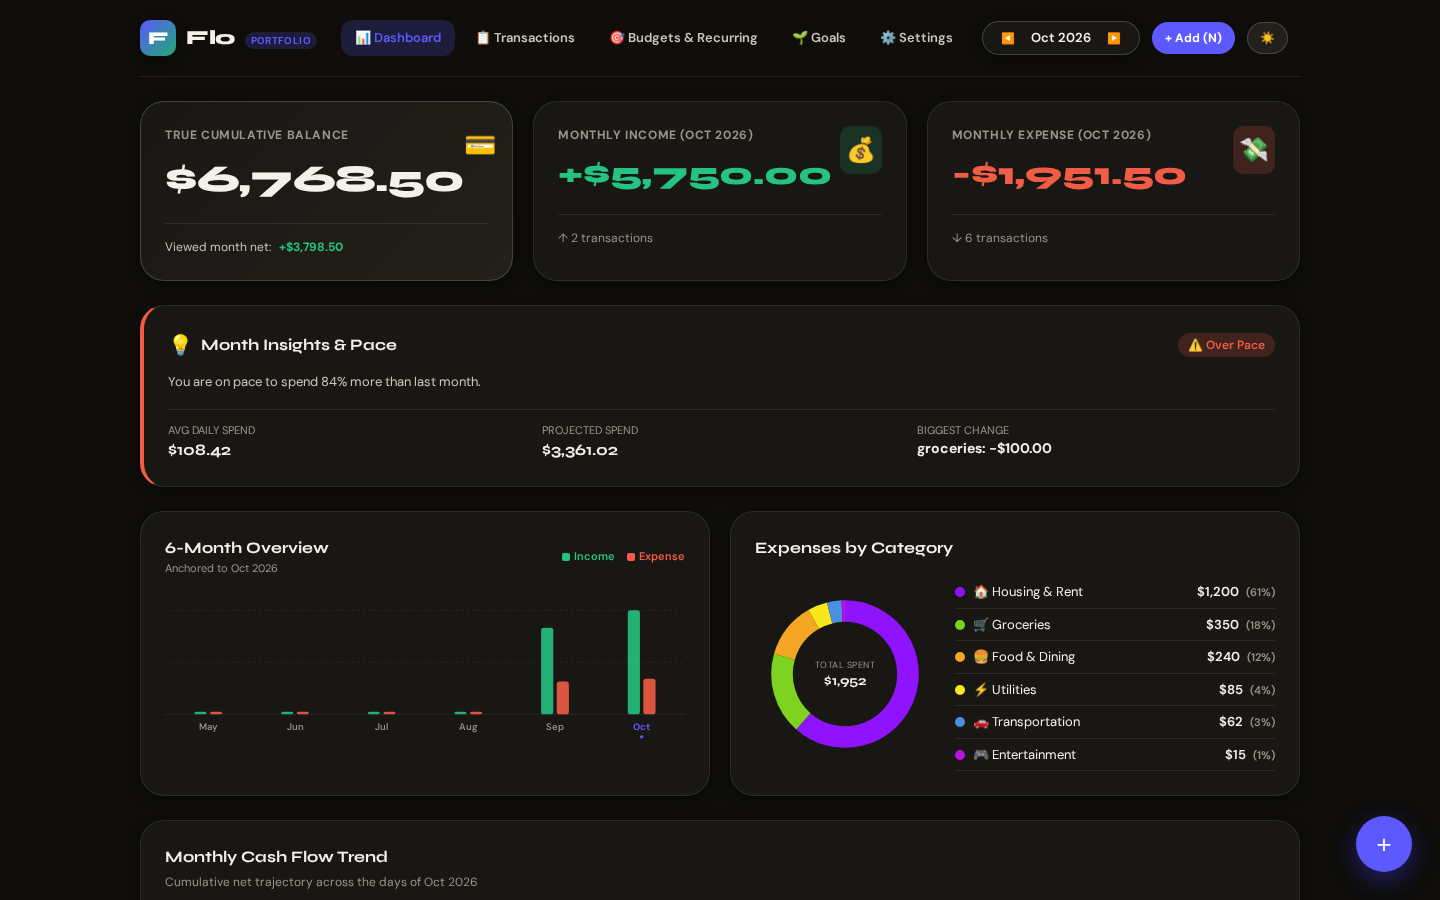 F Flo PORTFOLIO
Dashboard
Transactions
Budgets & Recurring
Goals
Settings
Oct 2026
+ Add (N)
TRUE CUMULATIVE BALANCE
$6,768.50
Viewed month net: +$3,798.50
MONTHLY INCOME (OCT 2026)
+$5,750.00
↑ 2 transactions
MONTHLY EXPENSE (OCT 2026)
-$1,951.50
↓ 6 transactions
Month Insights & Pace
Over Pace
You are on pace to spend 84% more than last month.
AVG DAILY SPEND
$108.42
PROJECTED SPEND
$3,361.02
BIGGEST CHANGE
groceries: -$100.00
6-Month Overview
Anchored to Oct 2026
Income
Expense
May
Jun
Jul
Aug
Sep
Oct
Expenses by Category
TOTAL SPENT
$1,952
Housing & Rent $1,200 (61%)
Groceries $350 (18%)
Food & Dining $240 (12%)
Utilities $85 (4%)
Transportation $62 (3%)
Entertainment $15 (1%)
Monthly Cash Flow Trend
Cumulative net trajectory across the days of Oct 2026
+